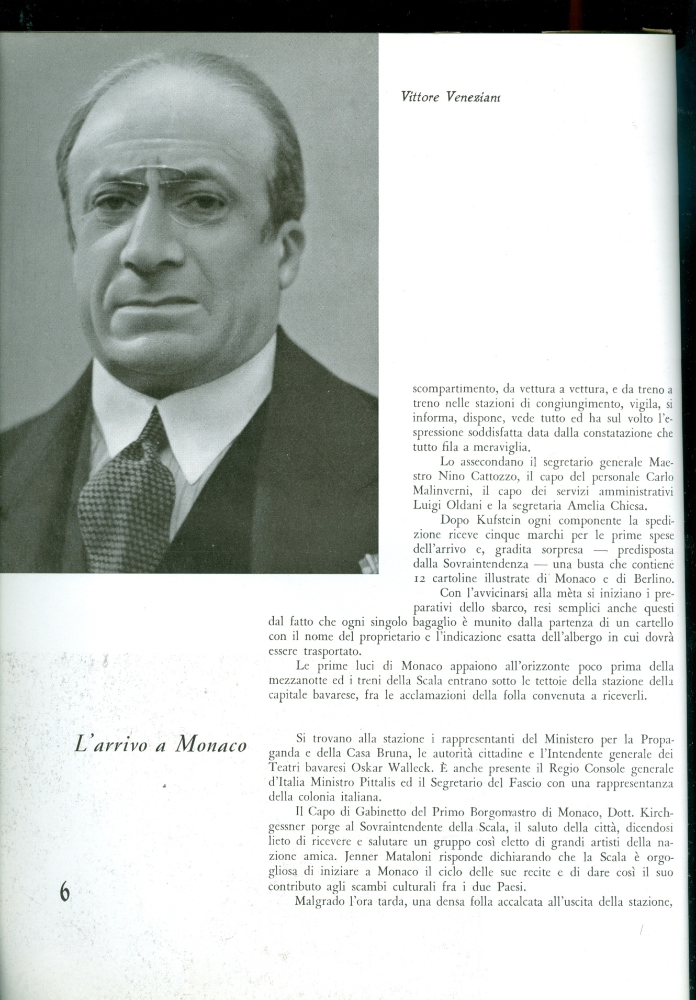 Vittore Veneziani
scompartimento, da vettura a vettura, e da treno a
treno nelle stazioni di congiungimento, vigila, si
informa, dispone, vede tutto ed ha sul volto l'e-
spressione soddisfatta data dalla constatazione che
tutto fila a meraviglia.
Lo assecondano il segretario generale Mae-
stro Nino Cattozzo, il capo del personale Carlo
Malinverni, il capo dei servizi amministrativi
Luigi Oldani e la segretaria Amelia Chiesa.
Dopo Kufstein ogni componente la spedi-
zione riceve cinque marchi per le prime spese
dell'arrivo e, gradita sorpresa — predisposta
dalla Sovraintendenza — una busta che contiene
12 cartoline illustrate di Monaco e di Berlino.
Con l'avvicinarsi alla mèta si iniziano i pre-
parativi dello sbarco, resi semplici anche questi
dal fatto che ogni singolo bagaglio è munito dalla partenza di un cartello
con il nome del proprietario e l'indicazione esatta dell'albergo in cui dovrà
essere trasportato.
Le prime luci di Monaco appaiono all'orizzonte poco prima della
mezzanotte ed i treni della Scala entrano sotto le tettoie della stazione della
capitale bavarese, fra le acclamazioni della folla convenuta a riceverli.
L'arrivo a Monaco
Si trovano alla stazione i rappresentanti del Ministero per la Propa-
ganda e della Casa Bruna, le autorità cittadine e l'Intendente generale dei
Teatri bavaresi Oskar Walleck. È anche presente il Regio Console generale
d'Italia Ministro Pittalis ed il Segretario del Fascio con una rappresentanza
della colonia italiana.
Il Capo di Gabinetto del Primo Borgomastro di Monaco, Dott. Kirch-
gessner porge al Sovraintendente della Scala, il saluto della città, dicendosi
lieto di ricevere e salutare un gruppo così eletto di grandi artisti della na-
zione amica. Jenner Mataloni risponde dichiarando che la Scala è orgo-
gliosa di iniziare a Monaco il ciclo delle sue recite e di dare così il suo
contributo agli scambi culturali fra i due Paesi.
Malgrado l'ora tarda, una densa folla accalcata all'uscita della stazione,
6